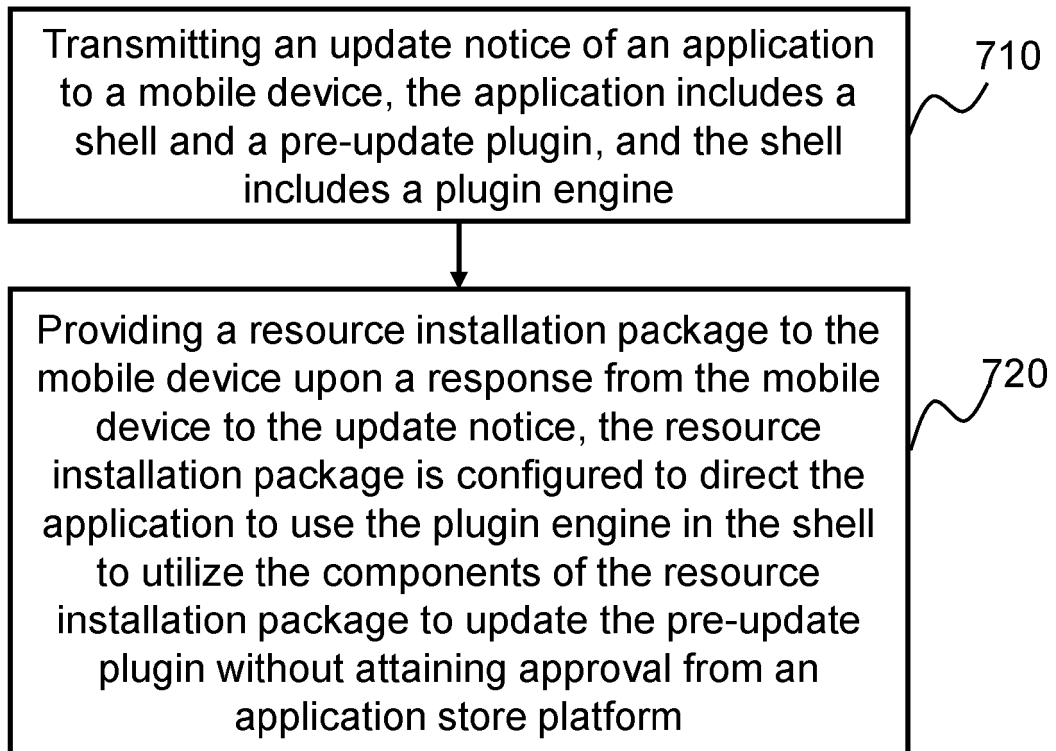 Transmitting an update notice of an application
to a mobile device, the application includes a
shell and a pre-update plugin, and the shell
includes a plugin engine
710
Providing a resource installation package to the
mobile device upon a response from the mobile
device to the update notice, the resource
installation package is configured to direct the
application to use the plugin engine in the shell
to utilize the components of the resource
installation package to update the pre-update
plugin without attaining approval from an
application store platform
720